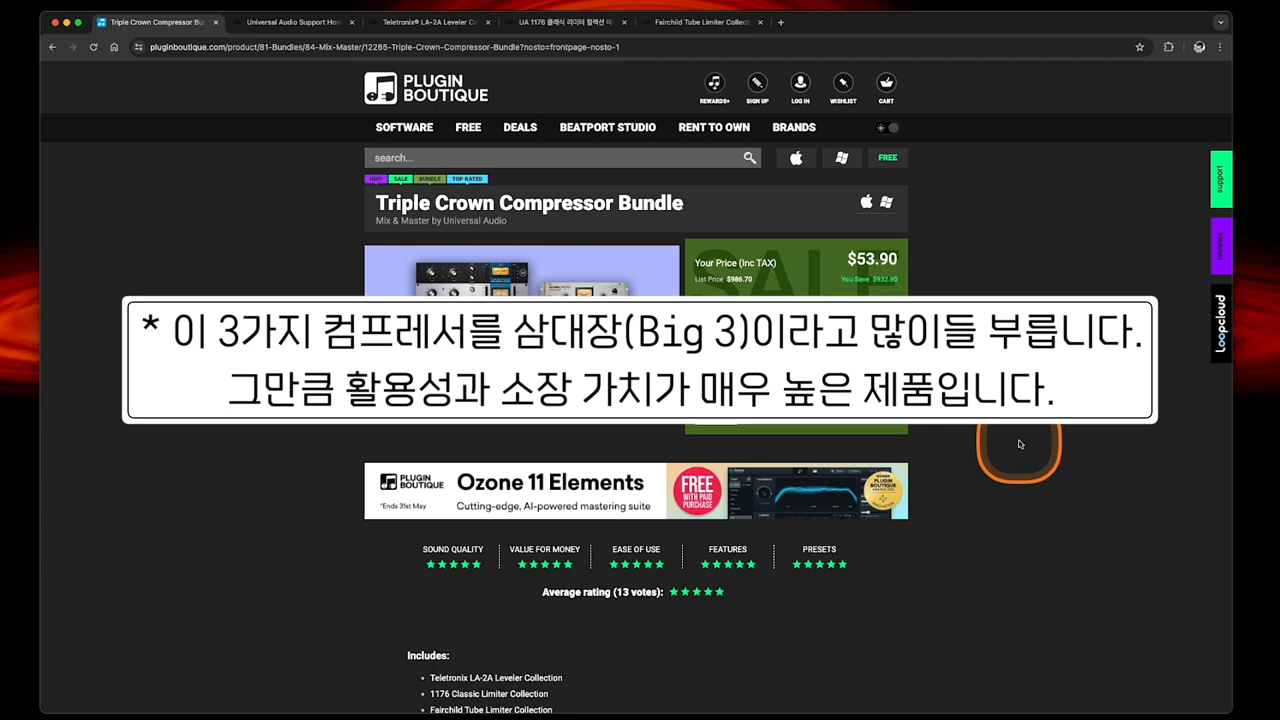 Triple Crown Compressor Bu
Universal Audio Support Hom
Teletronix® LA-2A Leveler Co
UA 1176 클래식 리미터 컬렉션
Fairchild Tube Limiter Collecti
pluginboutique.com/product/81-Bundles/84-Mix-Master/12265-Triple-Crown-Compressor-Bundle?nosto=frontpage-nosto-1
PLUGIN
BOUTIQUE
REWARDS+ SIGN UP LOG IN WISHLIST CART
SOFTWARE FREE DEALS BEATPORT STUDIO RENT TO OWN BRANDS
search...
FREE
HOT! SALE BUNDLE TOP RATED
Triple Crown Compressor Bundle
Mix & Master by Universal Audio
SALE
Your Price (Inc TAX) $53.90
List Price $986.70 You Save $932.80
support
reviews
Loopcloud
* 이 3가지 컴프레서를 삼대장(Big 3)이라고 많이들 부릅니다.
그만큼 활용성과 소장 가치가 매우 높은 제품입니다.
PLUGIN
BOUTIQUE
*Ends 31st May
Ozone 11 Elements
Cutting-edge, AI-powered mastering suite
FREE
WITH PAID
PURCHASE
SOUND QUALITY VALUE FOR MONEY EASE OF USE FEATURES PRESETS
Average rating (13 votes):
Includes:
• Teletronix LA-2A Leveler Collection
• 1176 Classic Limiter Collection
• Fairchild Tube Limiter Collection